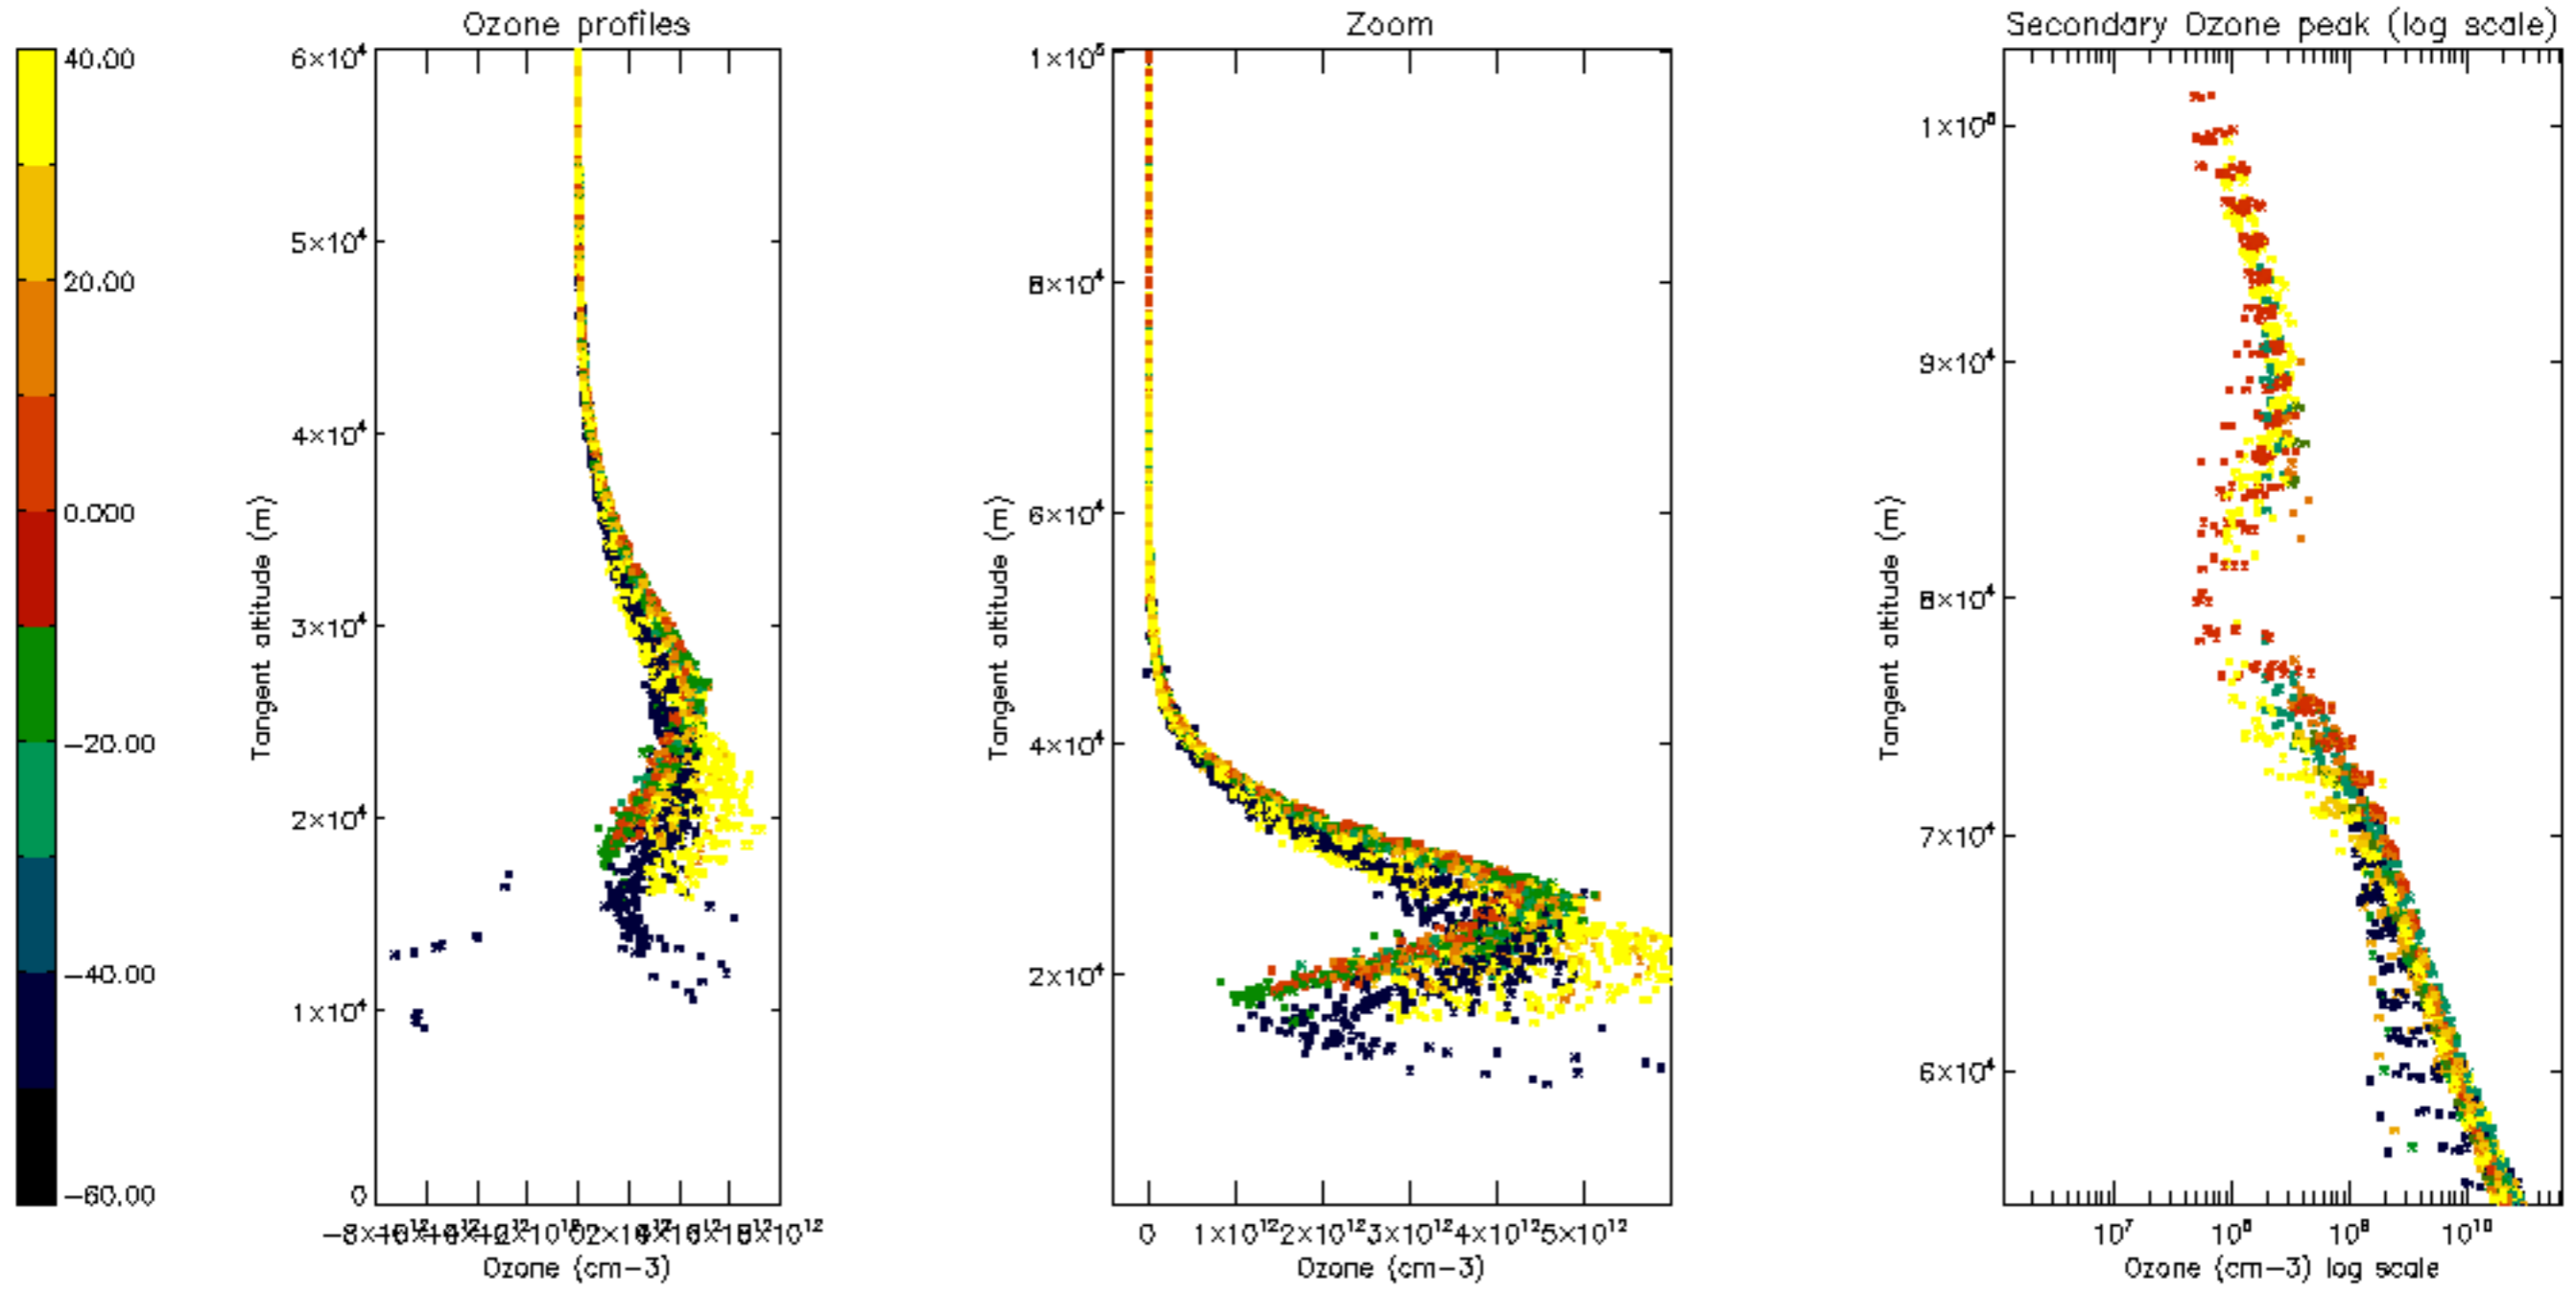 Ozone profiles
Zoom
Secondary Ozone peak (log scale)
40.00
20.00
0.000
−20.00
−40.00
−60.00
6×10⁴
5×10⁴
4×10⁴
3×10⁴
2×10⁴
1×10⁴
0
Tangent altitude (m)
Ozone (cm−3)
1×10⁵
8×10⁴
6×10⁴
4×10⁴
2×10⁴
Tangent altitude (m)
0 1×10¹² 2×10¹² 3×10¹² 4×10¹² 5×10¹²
Ozone (cm−3)
1×10⁵
9×10⁴
8×10⁴
7×10⁴
6×10⁴
Tangent altitude (m)
10⁷ 10⁸ 10⁹ 10¹⁰
Ozone (cm−3) log scale